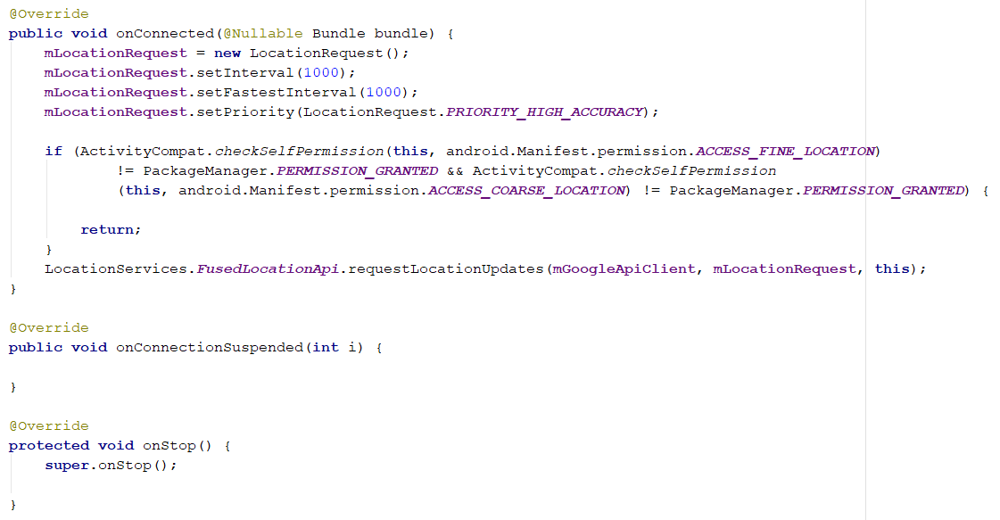 @Override
public void onConnected(@Nullable Bundle bundle) {
    mLocationRequest = new LocationRequest();
    mLocationRequest.setInterval(1000);
    mLocationRequest.setFastestInterval(1000);
    mLocationRequest.setPriority(LocationRequest.PRIORITY_HIGH_ACCURACY);
    if (ActivityCompat.checkSelfPermission(this, android.Manifest.permission.ACCESS_FINE_LOCATION)
            != PackageManager.PERMISSION_GRANTED && ActivityCompat.checkSelfPermission
            (this, android.Manifest.permission.ACCESS_COARSE_LOCATION) != PackageManager.PERMISSION_GRANTED) {
        return;
    }
    LocationServices.FusedLocationApi.requestLocationUpdates(mGoogleApiClient, mLocationRequest, this);
}
@Override
public void onConnectionSuspended(int i) {
}
@Override
protected void onStop() {
    super.onStop();
}